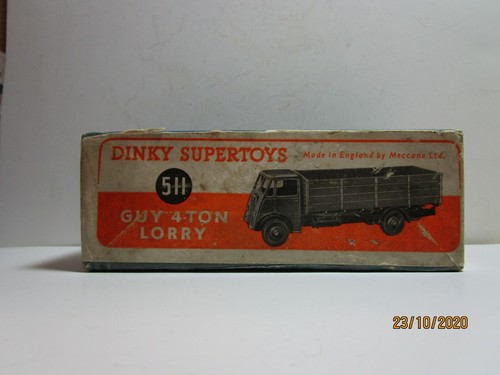 DINKY SUPERTOYS Made in England by Meccano Ltd.
511
GUY 4-TON
LORRY
23/10/2020